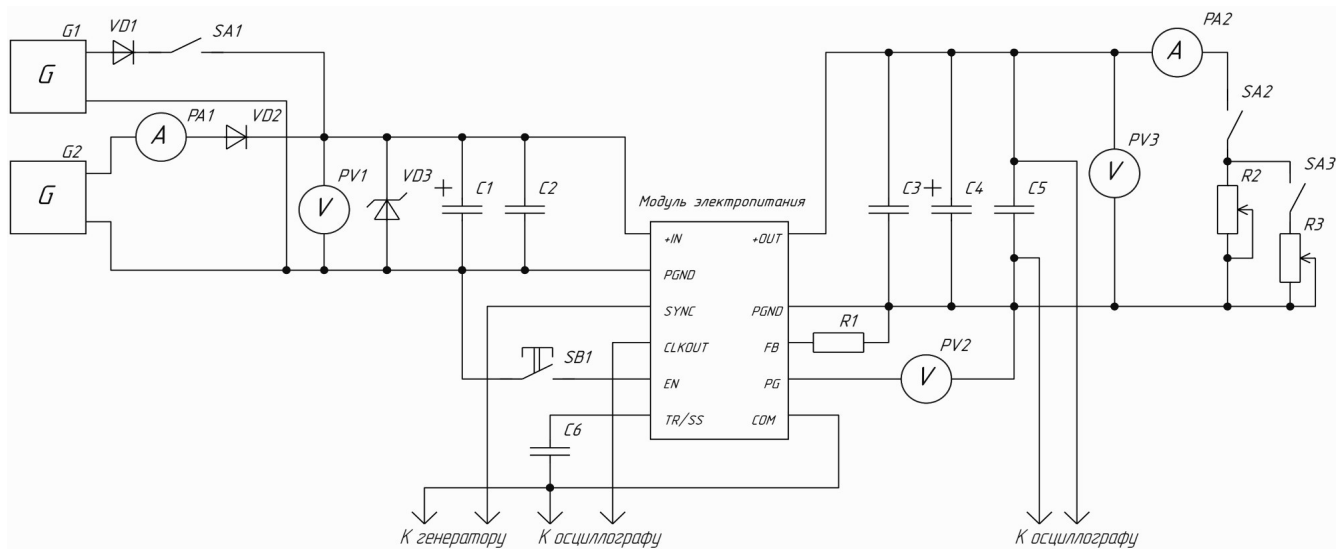 G1
VD1
SA1
G
PA1
VD2
A
G2
G
PV1
V
VD3
+
C1
C2
Модуль электропитания
+IN
+OUT
PGND
SYNC
PGND
CLKOUT
FB
EN
PG
TR/SS
COM
SB1
C6
R1
PV2
V
C3
+
C4
C5
PV3
V
PA2
A
SA2
SA3
R2
R3
К генератору
К осциллографу
К осциллографу